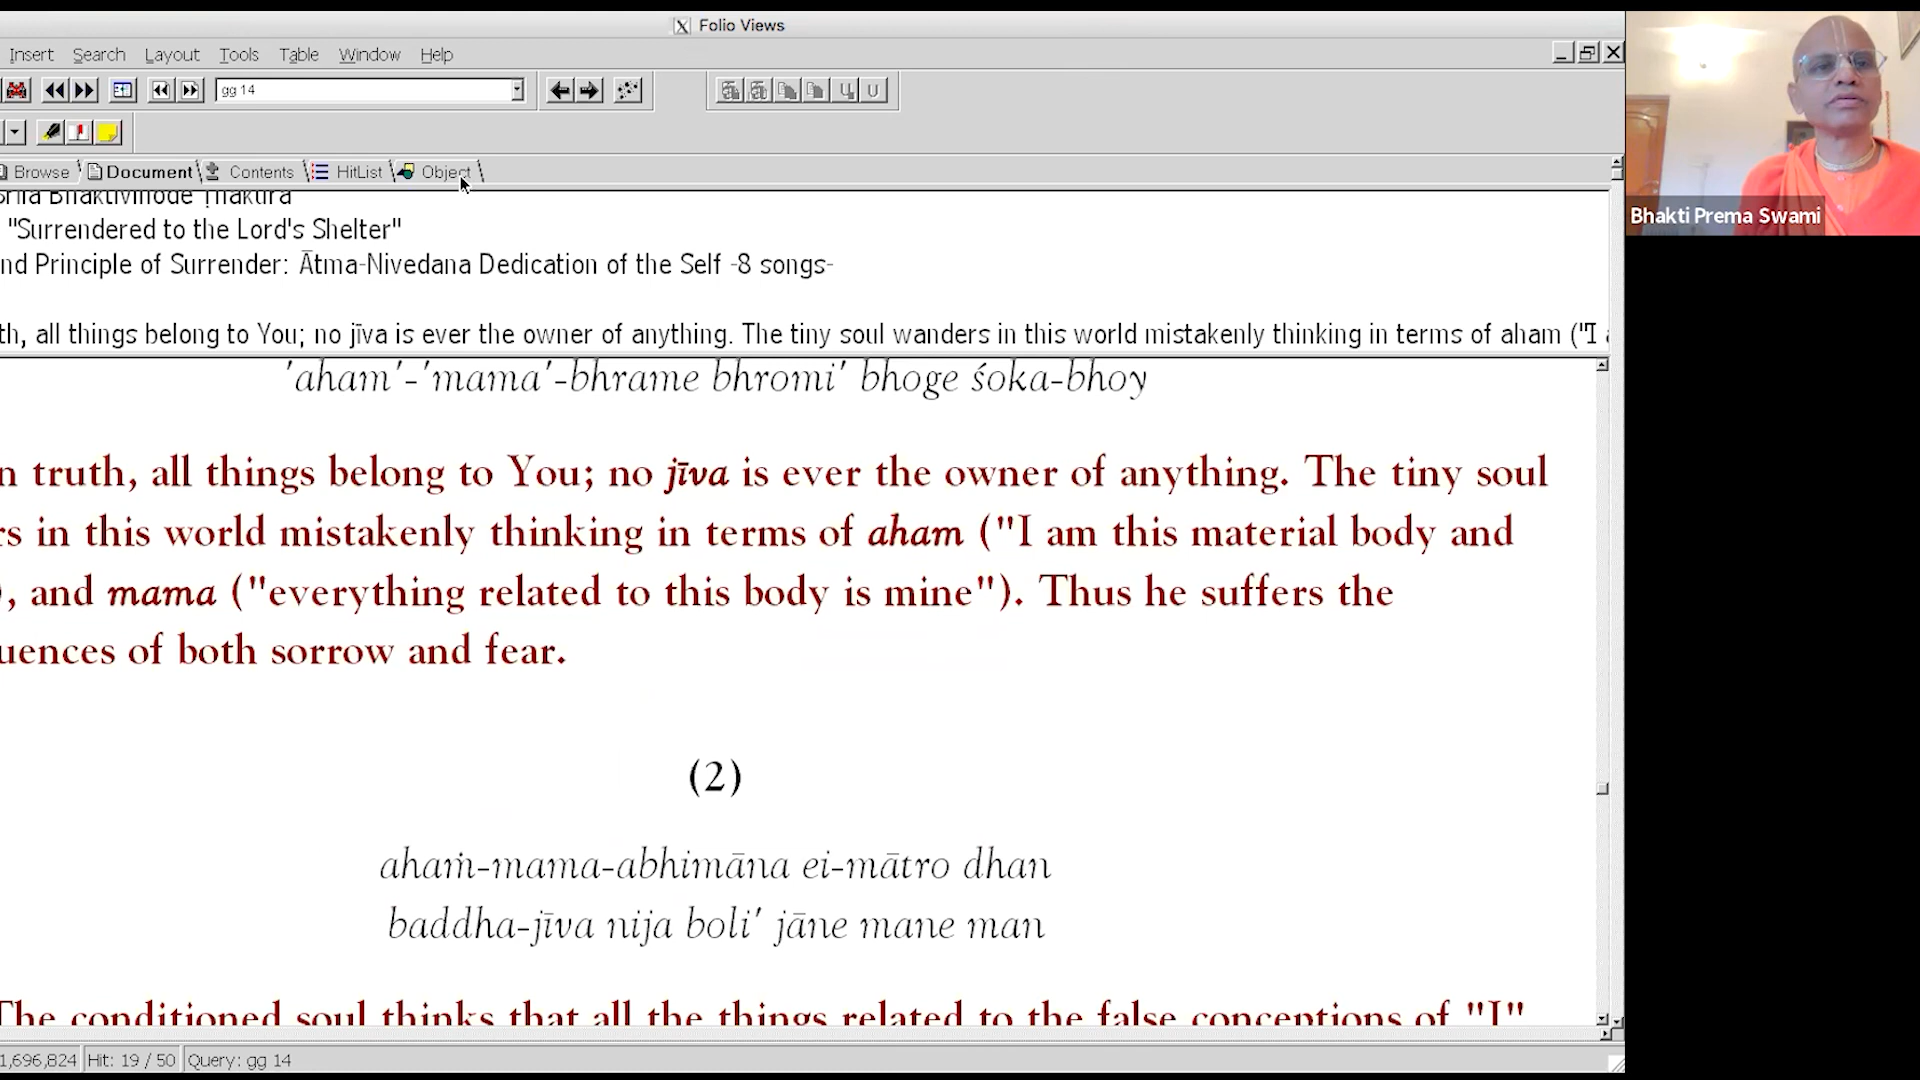 Folio Views
Insert Search Layout Tools Table Window Help
gg 14
Browse Document Contents HitList Object
Srila Bhaktivinode Ṭhākura
"Surrendered to the Lord's Shelter"
nd Principle of Surrender: Ātma-Nivedana Dedication of the Self -8 songs-
th, all things belong to You; no jīva is ever the owner of anything. The tiny soul wanders in this world mistakenly thinking in terms of aham ("I
'aham'-'mama'-bhrame bhromi' bhoge śoka-bhoy
n truth, all things belong to You; no jīva is ever the owner of anything. The tiny soul
rs in this world mistakenly thinking in terms of aham ("I am this material body and
), and mama ("everything related to this body is mine"). Thus he suffers the
uences of both sorrow and fear.
(2)
ahaṁ-mama-abhimāna ei-mātro dhan
baddha-jīva nija boli' jāne mane man
The conditioned soul thinks that all the things related to the false conceptions of "I"
1,696,824 Hit: 19 / 50 Query: gg 14
Bhakti Prema Swami